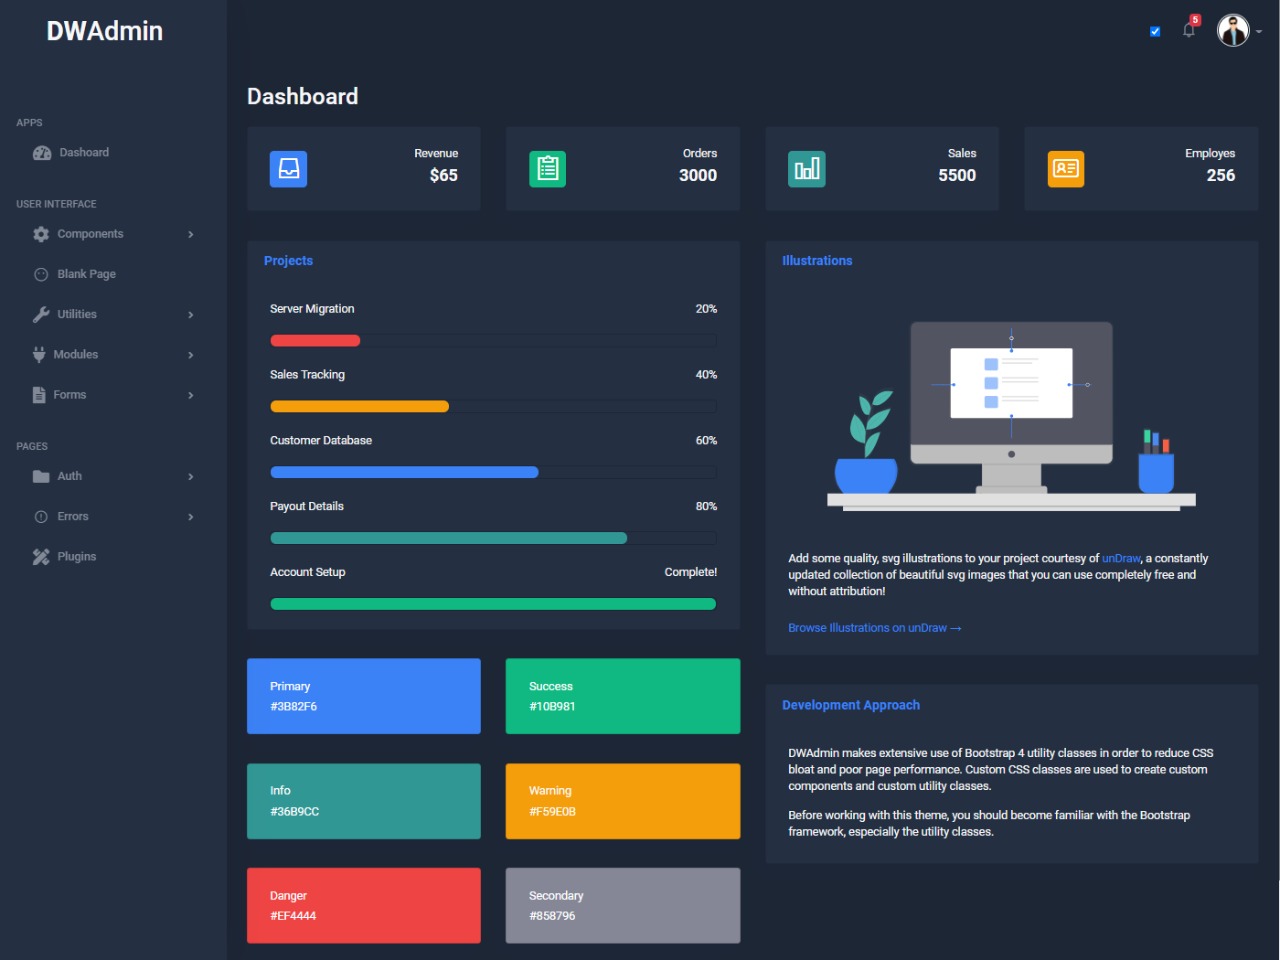 DWAdmin
5
APPS
Dashoard
USER INTERFACE
Components
Blank Page
Utilities
Modules
Forms
PAGES
Auth
Errors
Plugins
Dashboard
Revenue
$65
Orders
3000
Sales
5500
Employes
256
Projects
Server Migration 20%
Sales Tracking 40%
Customer Database 60%
Payout Details 80%
Account Setup Complete!
Primary
#3B82F6
Success
#10B981
Info
#36B9CC
Warning
#F59E0B
Danger
#EF4444
Secondary
#858796
Illustrations
Add some quality, svg illustrations to your project courtesy of unDraw, a constantly
updated collection of beautiful svg images that you can use completely free and
without attribution!
Browse Illustrations on unDraw →
Development Approach
DWAdmin makes extensive use of Bootstrap 4 utility classes in order to reduce CSS
bloat and poor page performance. Custom CSS classes are used to create custom
components and custom utility classes.
Before working with this theme, you should become familiar with the Bootstrap
framework, especially the utility classes.